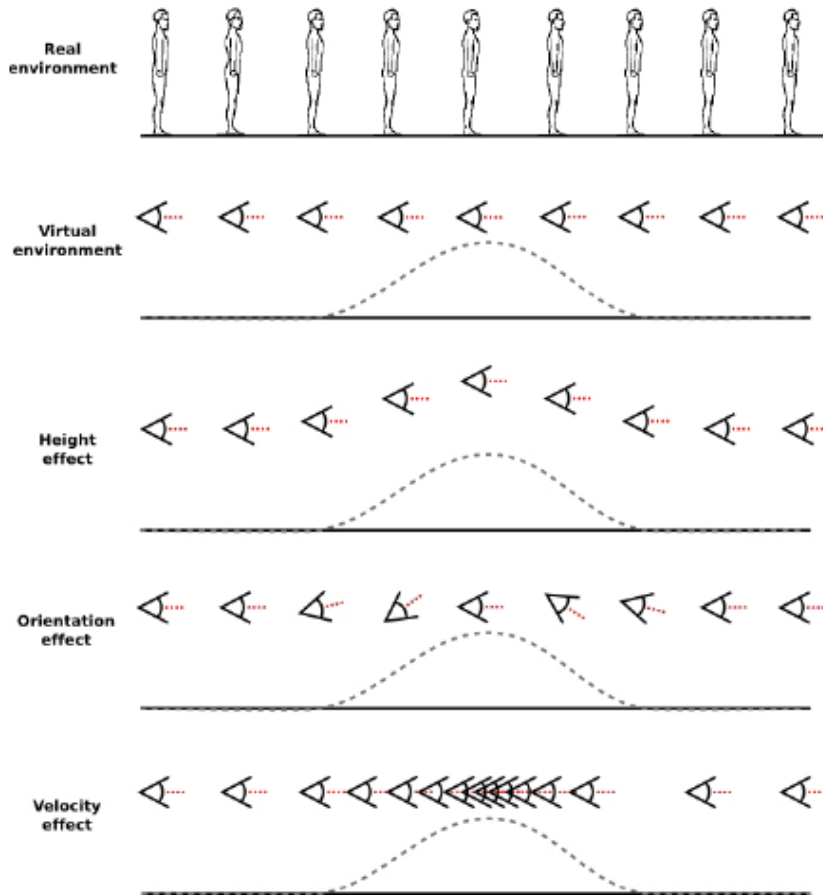 Real
environment
Virtual
environment
Height
effect
Orientation
effect
Velocity
effect